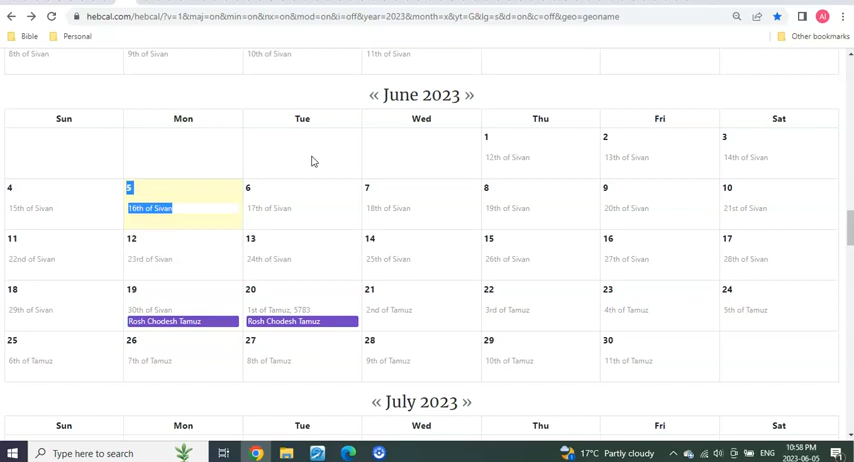 hebcal.com/hebcal/?v=1&maj=on&min=on&nx=on&mod=on&i=off&year=2023&month=x&yt=G&lg=s&d=on&c=off&geo=geoname
AI
Bible Personal Other bookmarks
8th of Sivan 9th of Sivan 10th of Sivan 11th of Sivan
« June 2023 »
Sun Mon Tue Wed Thu Fri Sat
1 2 3
12th of Sivan 13th of Sivan 14th of Sivan
4 5 6 7 8 9 10
15th of Sivan 16th of Sivan 17th of Sivan 18th of Sivan 19th of Sivan 20th of Sivan 21st of Sivan
11 12 13 14 15 16 17
22nd of Sivan 23rd of Sivan 24th of Sivan 25th of Sivan 26th of Sivan 27th of Sivan 28th of Sivan
18 19 20 21 22 23 24
29th of Sivan 30th of Sivan 1st of Tamuz, 5783 2nd of Tamuz 3rd of Tamuz 4th of Tamuz 5th of Tamuz
Rosh Chodesh Tamuz Rosh Chodesh Tamuz
25 26 27 28 29 30
6th of Tamuz 7th of Tamuz 8th of Tamuz 9th of Tamuz 10th of Tamuz 11th of Tamuz
« July 2023 »
Sun Mon Tue Wed Thu Fri Sat
Type here to search 17°C Partly cloudy ENG 10:58 PM
2023-06-05